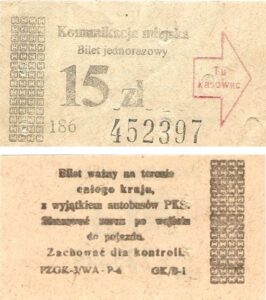 Komunikacja miejska
Bilet jednorazowy
15 zł
Tu
kasować
186
452397
Bilet ważny na terenie
całego kraju,
z wyjątkiem autobusów PKS.
Skasować zaraz po wejściu
do pojazdu.
Zachować dla kontroli.
PZGK-3/WA - P-6 GK/B-1